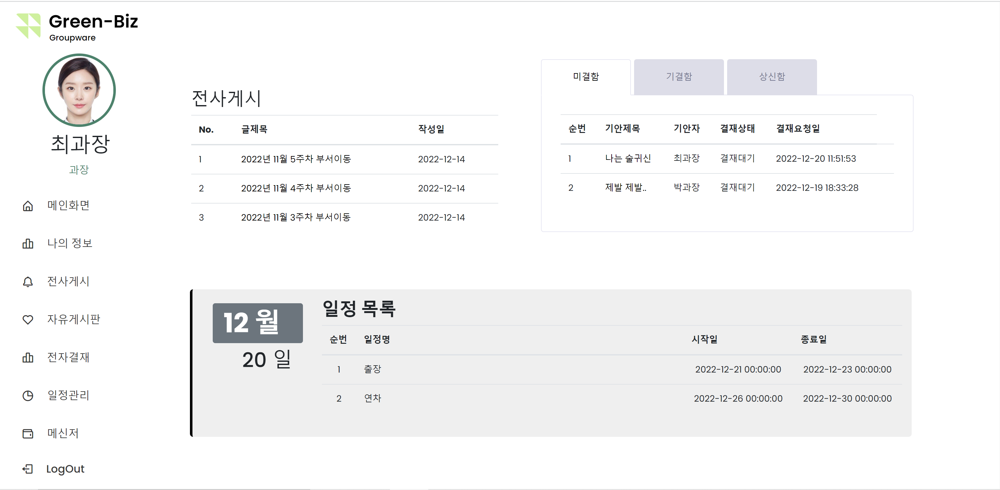 Green-Biz
Groupware
최과장
과장
메인화면
나의 정보
전사게시
자유게시판
전자결재
일정관리
메신저
LogOut
전사게시
No. 글제목 작성일
1 2022년 11월 5주차 부서이동 2022-12-14
2 2022년 11월 4주차 부서이동 2022-12-14
3 2022년 11월 3주차 부서이동 2022-12-14
미결함 기결함 상신함
순번 기안제목 기안자 결재상태 결재요청일
1 나는 술귀신 최과장 결재대기 2022-12-20 11:51:53
2 제발 제발.. 박과장 결재대기 2022-12-19 18:33:28
12 월
20 일
일정 목록
순번 일정명 시작일 종료일
1 출장 2022-12-21 00:00:00 2022-12-23 00:00:00
2 연차 2022-12-26 00:00:00 2022-12-30 00:00:00